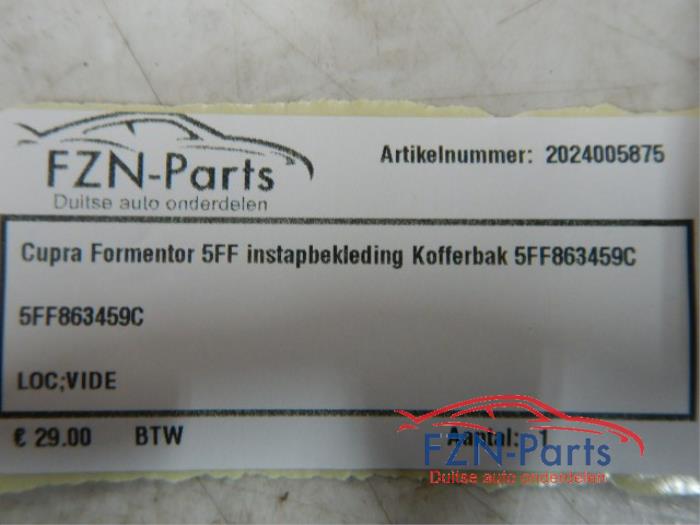 FZN-Parts
Duitse auto onderdelen
Artikelnummer: 2024005875
Cupra Formentor 5FF instapbekleding Kofferbak 5FF863459C
5FF863459C
LOC;VIDE
€ 29.00 BTW Aantal: 1
FZN-Parts
Duitse auto onderdelen